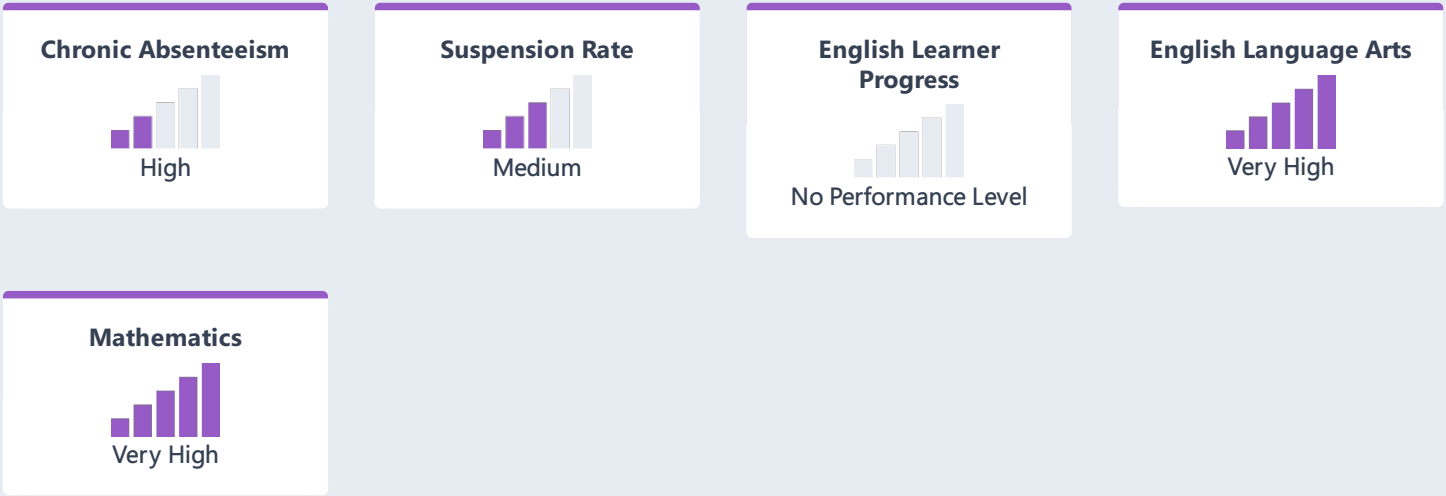 Chronic Absenteeism
High
Suspension Rate
Medium
English Learner
Progress
No Performance Level
English Language Arts
Very High
Mathematics
Very High